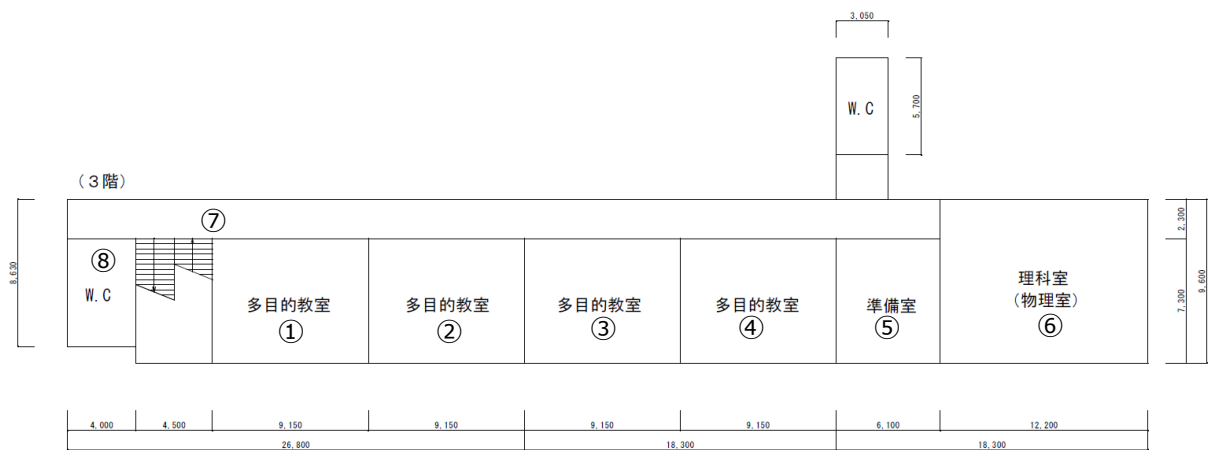 3,050
W.C
5,700
(3階)
⑦
2,300
8,630
⑧
W.C
多目的教室
①
多目的教室
②
多目的教室
③
多目的教室
④
準備室
⑤
理科室
(物理室)
⑥
7,300
9,600
4,000 4,500 9,150 9,150 9,150 9,150 6,100 12,200
26,800 18,300 18,300